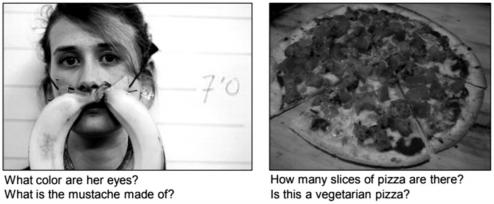 7'0
What color are her eyes?
What is the mustache made of?
How many slices of pizza are there?
Is this a vegetarian pizza?